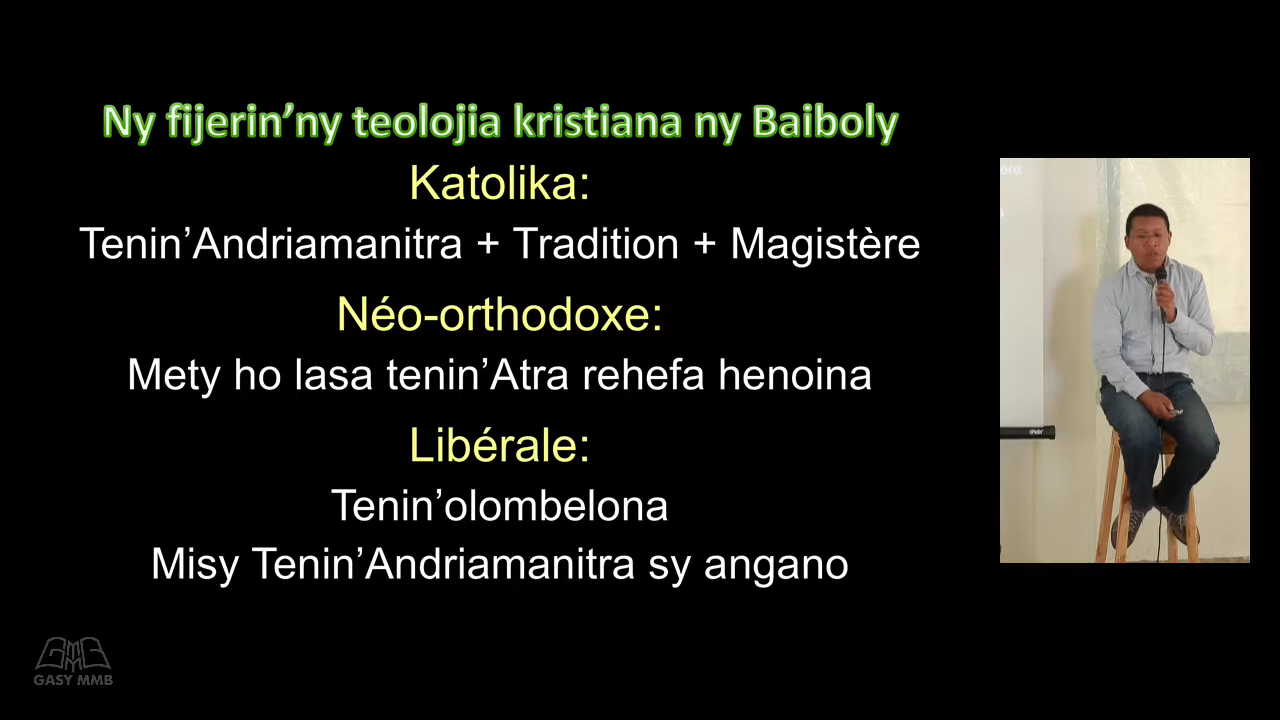 Ny fijerin’ny teolojia kristiana ny Baiboly
Katolika:
Tenin’Andriamanitra + Tradition + Magistère
Néo-orthodoxe:
Mety ho lasa tenin’Atra rehefa henoina
Libérale:
Tenin’olombelona
Misy Tenin’Andriamanitra sy angano
GASY MMB